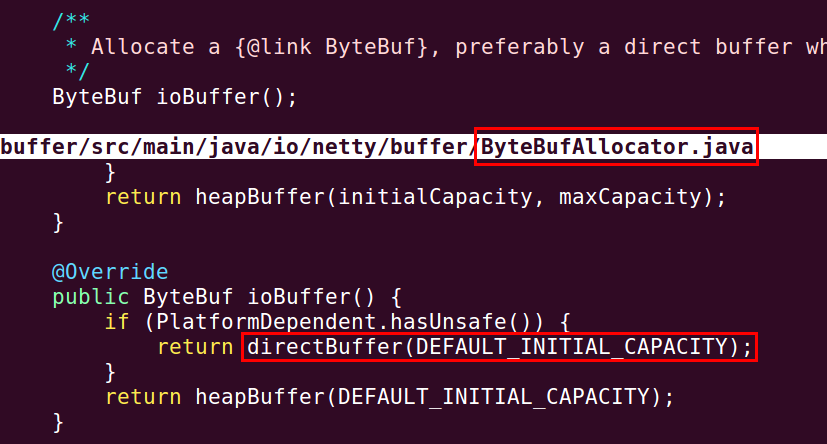 /**
 * Allocate a {@link ByteBuf}, preferably a direct buffer wh
 */
ByteBuf ioBuffer();
buffer/src/main/java/io/netty/buffer/ByteBufAllocator.java
}
return heapBuffer(initialCapacity, maxCapacity);
}
@Override
public ByteBuf ioBuffer() {
if (PlatformDependent.hasUnsafe()) {
return directBuffer(DEFAULT_INITIAL_CAPACITY);
}
return heapBuffer(DEFAULT_INITIAL_CAPACITY);
}